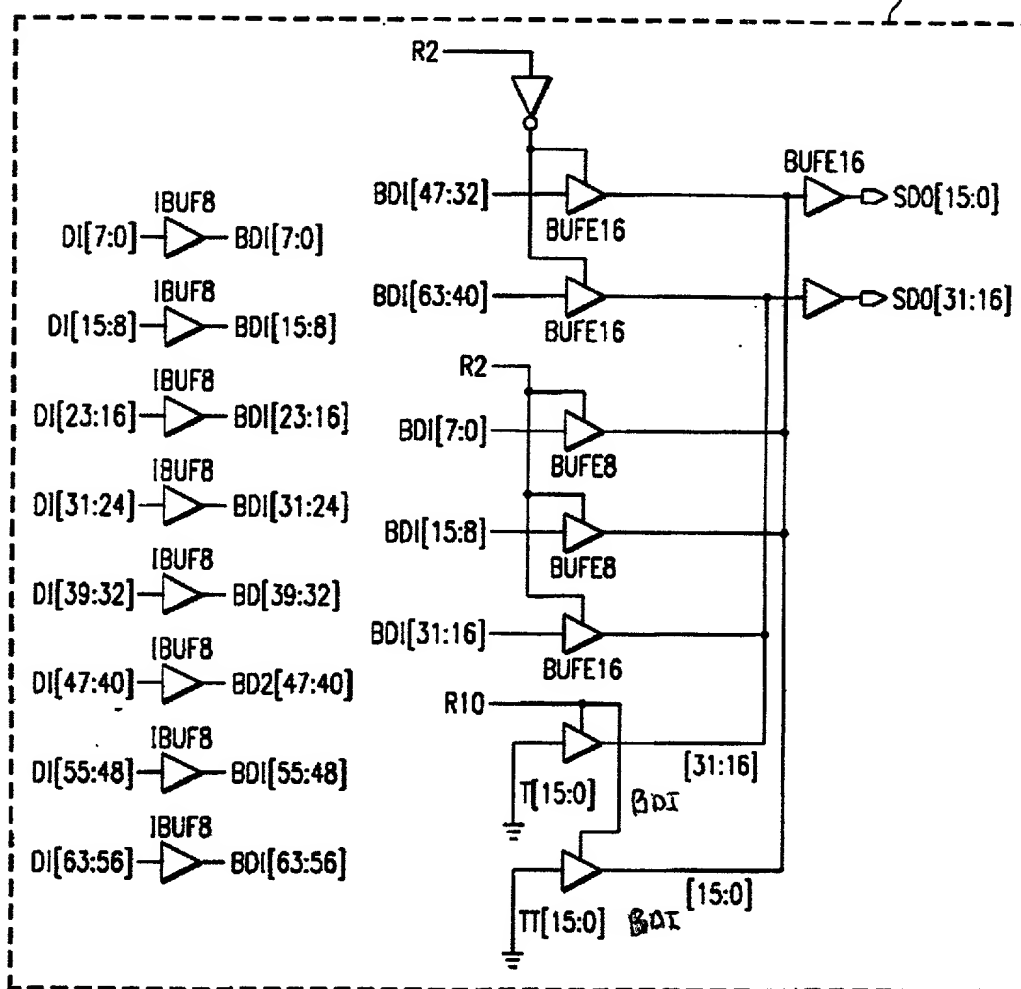 IBUF8
DI[7:0] BDI[7:0]
IBUF8
DI[15:8] BDI[15:8]
IBUF8
DI[23:16] BDI[23:16]
IBUF8
DI[31:24] BDI[31:24]
IBUF8
DI[39:32] BD[39:32]
IBUF8
DI[47:40] BD2[47:40]
IBUF8
DI[55:48] BDI[55:48]
IBUF8
DI[63:56] BDI[63:56]
R2
BDI[47:32]
BUFE16
BUFE16
SDO[15:0]
BDI[63:40]
BUFE16
SDO[31:16]
R2
BDI[7:0]
BUFE8
BDI[15:8]
BUFE8
BDI[31:16]
BUFE16
R10
T[15:0] BDI
[31:16]
TT[15:0] BDI
[15:0]